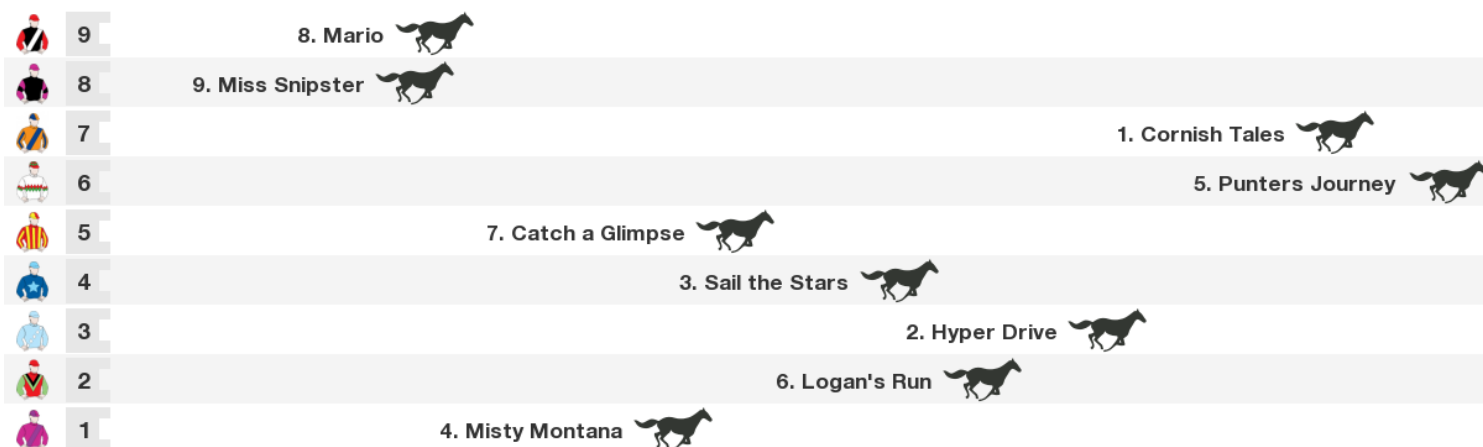 9 8. Mario
8 9. Miss Snipster
7 1. Cornish Tales
6 5. Punters Journey
5 7. Catch a Glimpse
4 3. Sail the Stars
3 2. Hyper Drive
2 6. Logan's Run
1 4. Misty Montana